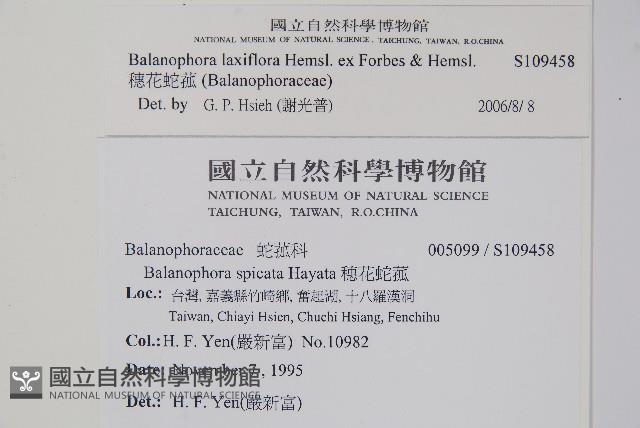 國立自然科學博物館
NATIONAL MUSEUM OF NATURAL SCIENCE, TAICHUNG, TAIWAN, R.O.CHINA
Balanophora laxiflora Hemsl. ex Forbes & Hemsl. S109458
穗花蛇菰 (Balanophoraceae)
Det. by G. P. Hsieh (謝光普) 2006/8/ 8
國立自然科學博物館
NATIONAL MUSEUM OF NATURAL SCIENCE
TAICHUNG, TAIWAN, R.O.CHINA
Balanophoraceae 蛇菰科 005099 / S109458
Balanophora spicata Hayata 穗花蛇菰
Loc.: 台灣, 嘉義縣竹崎鄉, 奮起湖, 十八羅漢洞
Taiwan, Chiayi Hsien, Chuchi Hsiang, Fenchihu
Col.: H. F. Yen(嚴新富) No.10982
Date: November 7, 1995
Det.: H. F. Yen(嚴新富)
國立自然科學博物館
NATIONAL MUSEUM OF NATURAL SCIENCE